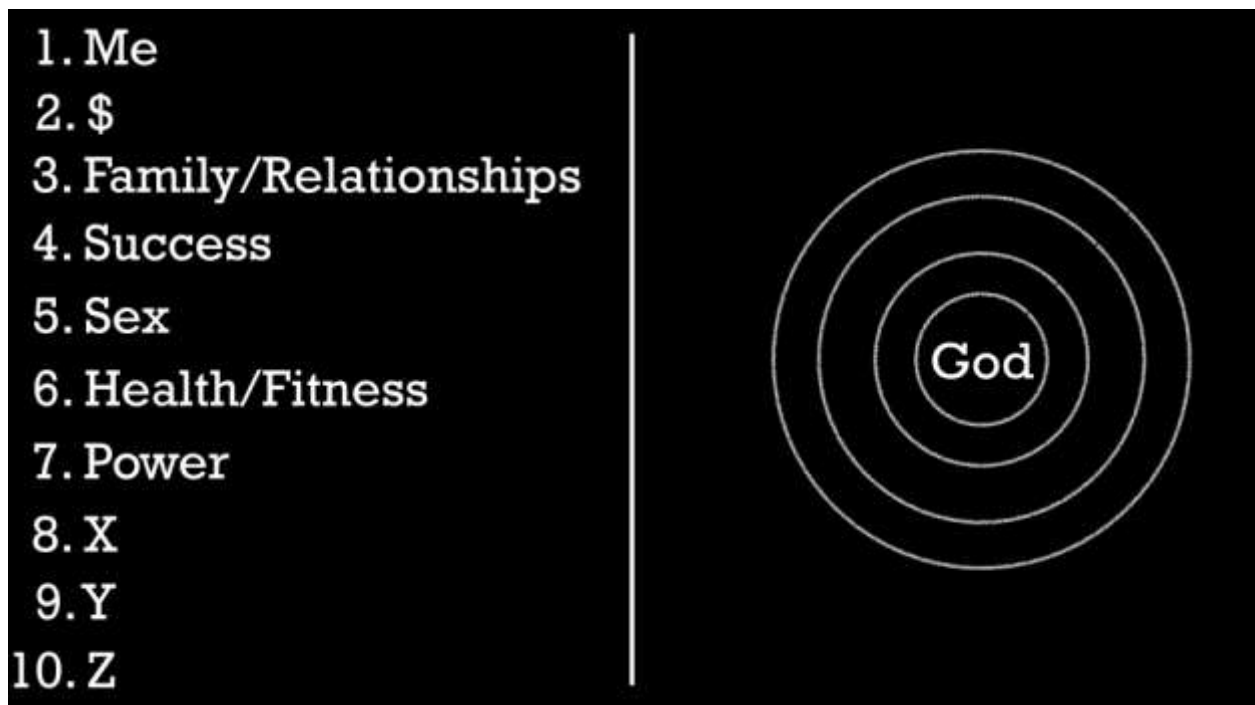 1. Me
2. $
3. Family/Relationships
4. Success
5. Sex
6. Health/Fitness
7. Power
8. X
9. Y
10. Z
God